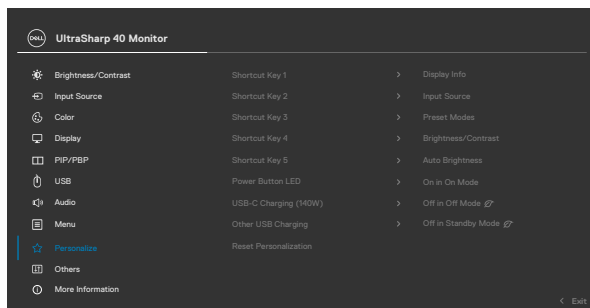 DELL UltraSharp 40 Monitor
Brightness/Contrast Shortcut Key 1 > Display Info
Input Source Shortcut Key 2 > Input Source
Color Shortcut Key 3 > Preset Modes
Display Shortcut Key 4 > Brightness/Contrast
PIP/PBP Shortcut Key 5 > Auto Brightness
USB Power Button LED > On in On Mode
Audio USB-C Charging (140W) > Off in Off Mode
Menu Other USB Charging > Off in Standby Mode
Personalize Reset Personalization
Others
More Information
< Exit